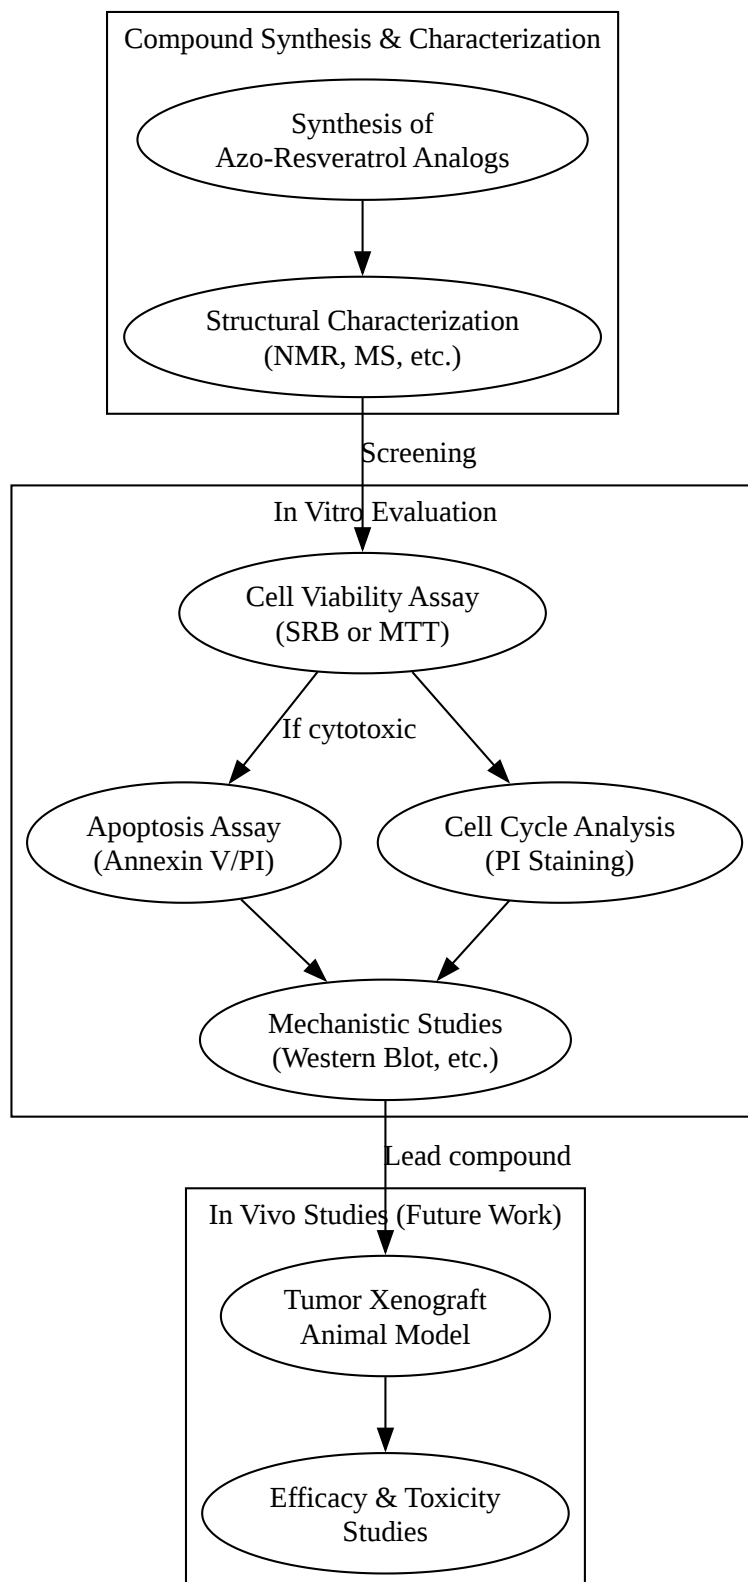 Compound Synthesis & Characterization
Synthesis of
Azo-Resveratrol Analogs
Structural Characterization
(NMR, MS, etc.)
Screening
In Vitro Evaluation
Cell Viability Assay
(SRB or MTT)
If cytotoxic
Apoptosis Assay
(Annexin V/PI)
Cell Cycle Analysis
(PI Staining)
Mechanistic Studies
(Western Blot, etc.)
Lead compound
In Vivo Studies (Future Work)
Tumor Xenograft
Animal Model
Efficacy & Toxicity
Studies